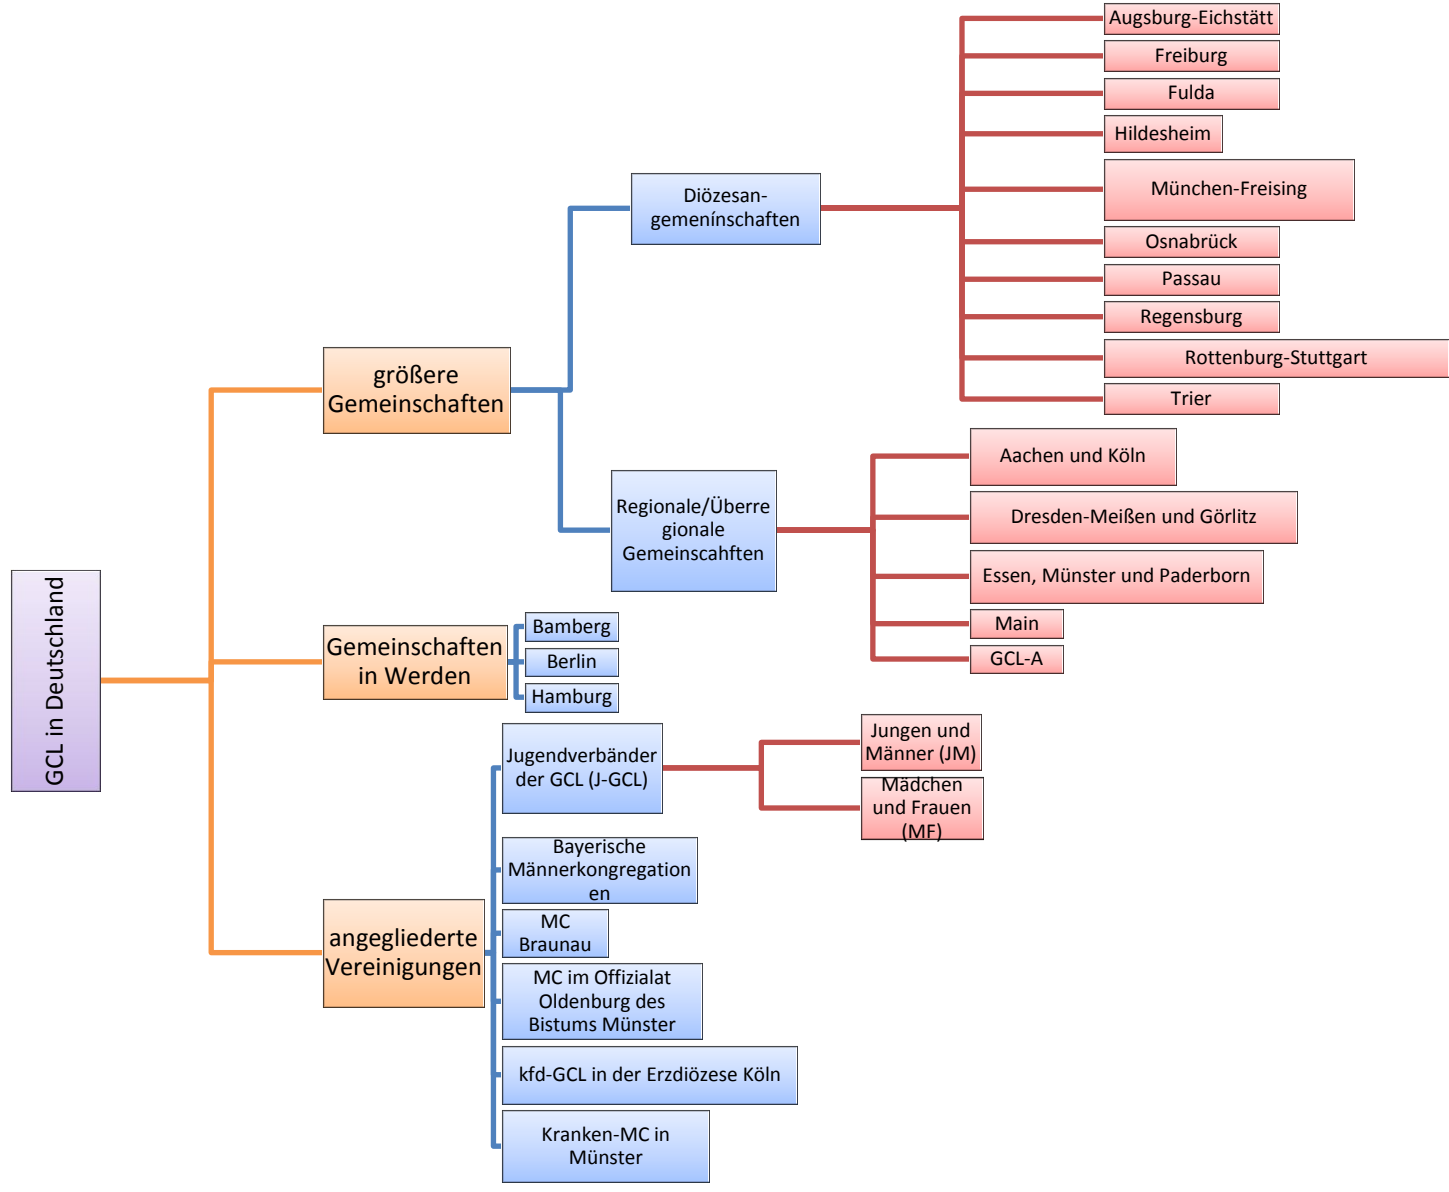 GCL in Deutschland
größere
Gemeinschaften
Diözesan-
gemenínschaften
Augsburg-Eichstätt
Freiburg
Fulda
Hildesheim
München-Freising
Osnabrück
Passau
Regensburg
Rottenburg-Stuttgart
Trier
Regionale/Überre
gionale
Gemeinscahften
Aachen und Köln
Dresden-Meißen und Görlitz
Essen, Münster und Paderborn
Main
GCL-A
Gemeinschaften
in Werden
Bamberg
Berlin
Hamburg
angegliederte
Vereinigungen
Jugendverbänder
der GCL (J-GCL)
Jungen und
Männer (JM)
Mädchen
und Frauen
(MF)
Bayerische
Männerkongregation
en
MC
Braunau
MC im Offizialat
Oldenburg des
Bistums Münster
kfd-GCL in der Erzdiözese Köln
Kranken-MC in
Münster